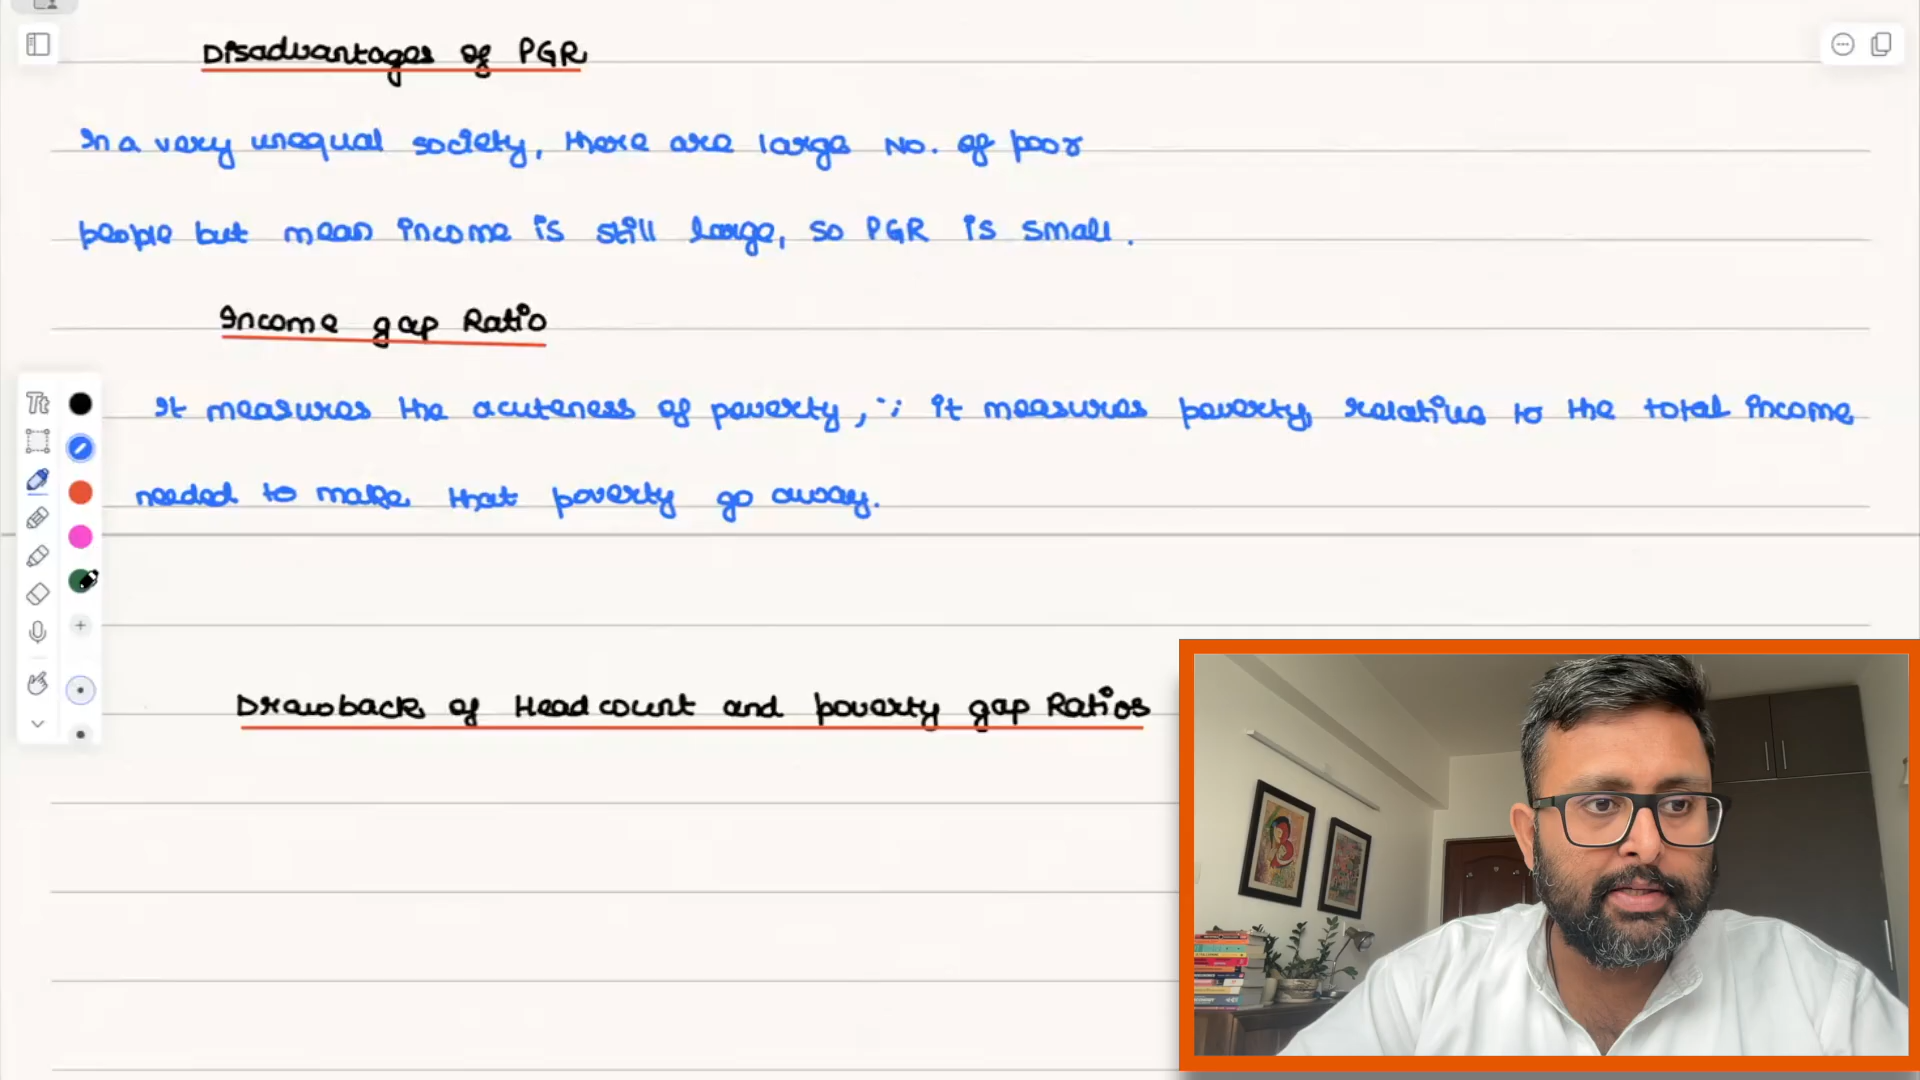 Disadvantages of PGR
In a very unequal society, there are large No. of poor
people but mean income is still large, so PGR is small.
Income gap Ratio
It measures the acuteness of poverty, ∵ it measures poverty relative to the total income
needed to make that poverty go away.
Tt
Drawback of Head count and poverty gap Ratios